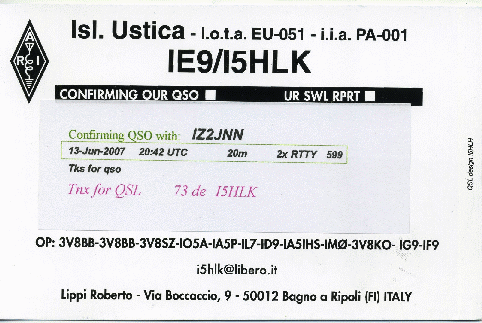 Isl. Ustica - I.o.t.a. EU-051 - i.i.a. PA-001
A
R I
IE9/I5HLK
CONFIRMING OUR QSO UR SWL RPRT
Confirming QSO with: IZ2JNN
13-Jun-2007 20:42 UTC 20m 2x RTTY 599
Tks for qso
Tnx for QSL 73 de I5HLK
OP: 3V8BB-3V8BB-3V8SZ-IO5A-IA5P-IL7-ID9-IA5IHS-IMØ-3V8KO- IG9-IF9
i5hlk@libero.it
Lippi Roberto - Via Boccaccio, 9 - 50012 Bagno a Ripoli (FI) ITALY
QSL design